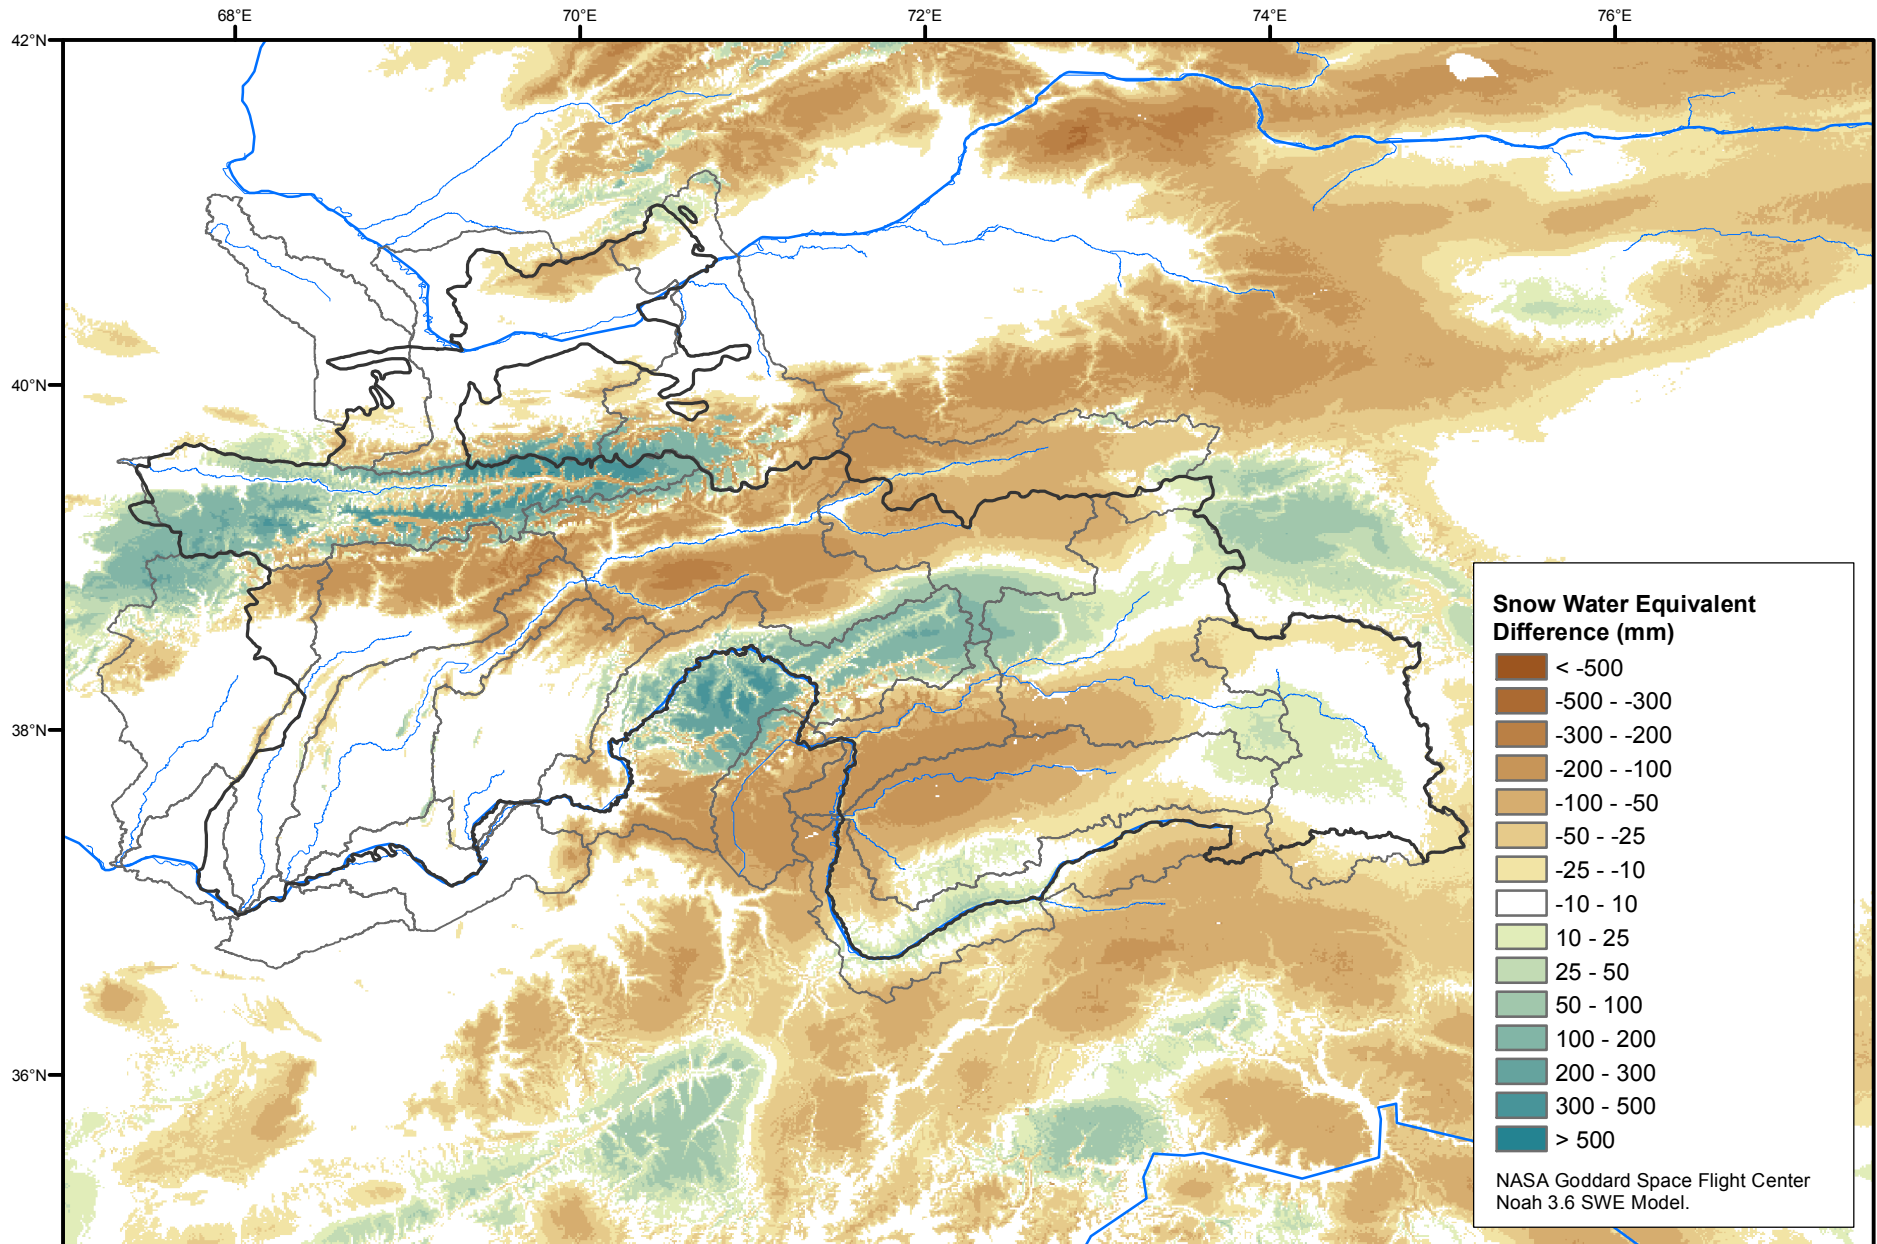 68°E 70°E 72°E 74°E 76°E
42°N
40°N
38°N
36°N
Snow Water Equivalent
Difference (mm)
< -500
-500 - -300
-300 - -200
-200 - -100
-100 - -50
-50 - -25
-25 - -10
-10 - 10
10 - 25
25 - 50
50 - 100
100 - 200
200 - 300
300 - 500
> 500
NASA Goddard Space Flight Center
Noah 3.6 SWE Model.